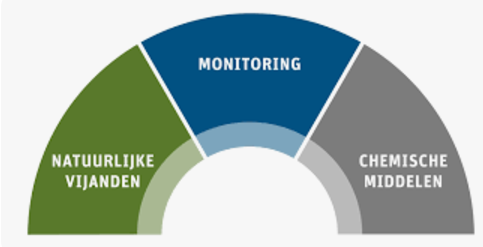 MONITORING
NATUURLIJKE
VIJANDEN
CHEMISCHE
MIDDELEN